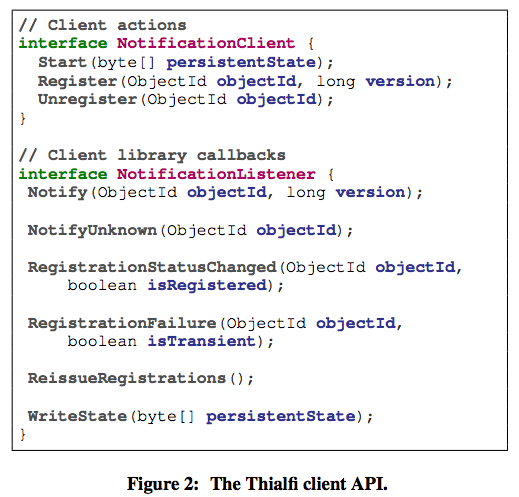 // Client actions
interface NotificationClient {
  Start(byte[] persistentState);
  Register(ObjectId objectId, long version);
  Unregister(ObjectId objectId);
}
// Client library callbacks
interface NotificationListener {
 Notify(ObjectId objectId, long version);
 NotifyUnknown(ObjectId objectId);
 RegistrationStatusChanged(ObjectId objectId,
     boolean isRegistered);
 RegistrationFailure(ObjectId objectId,
     boolean isTransient);
 ReissueRegistrations();
 WriteState(byte[] persistentState);
}
Figure 2: The Thialfi client API.